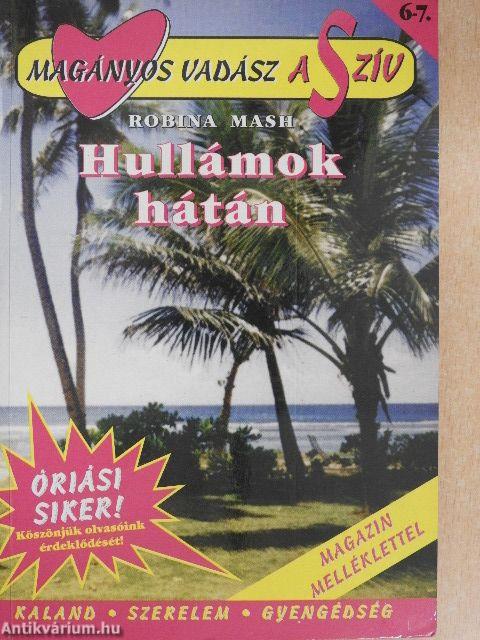 6-7.
MAGÁNYOS VADÁSZ A SZÍV
ROBINA MASH
Hullámok
hátán
ÓRIÁSI
SIKER!
Köszönjük olvasóink
érdeklődését!
MAGAZIN
MELLÉKLETTEL
KALAND • SZERELEM • GYENGÉDSÉG
Antikvárium.hu